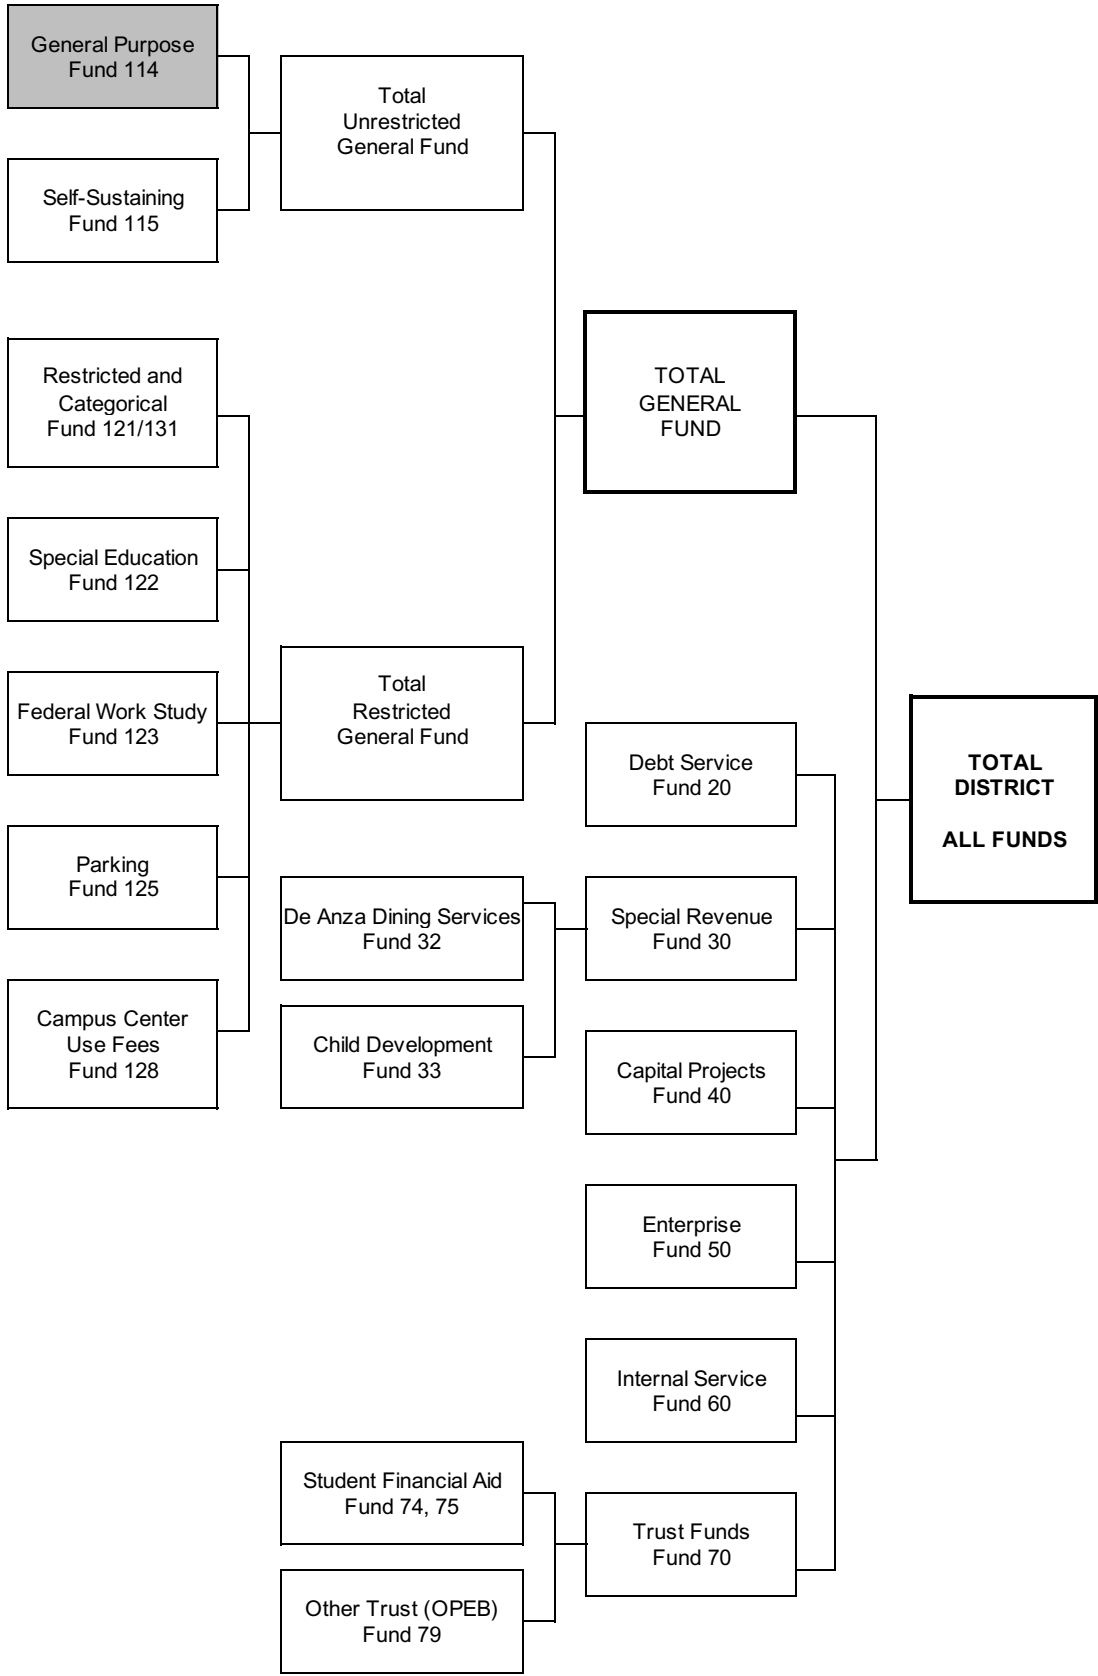 General Purpose
Fund 114
Total
Unrestricted
General Fund
Self-Sustaining
Fund 115
Restricted and
Categorical
Fund 121/131
TOTAL
GENERAL
FUND
Special Education
Fund 122
Federal Work Study
Fund 123
Total
Restricted
General Fund
Debt Service
Fund 20
TOTAL
DISTRICT
ALL FUNDS
Parking
Fund 125
De Anza Dining Services
Fund 32
Special Revenue
Fund 30
Campus Center
Use Fees
Fund 128
Child Development
Fund 33
Capital Projects
Fund 40
Enterprise
Fund 50
Internal Service
Fund 60
Student Financial Aid
Fund 74, 75
Trust Funds
Fund 70
Other Trust (OPEB)
Fund 79